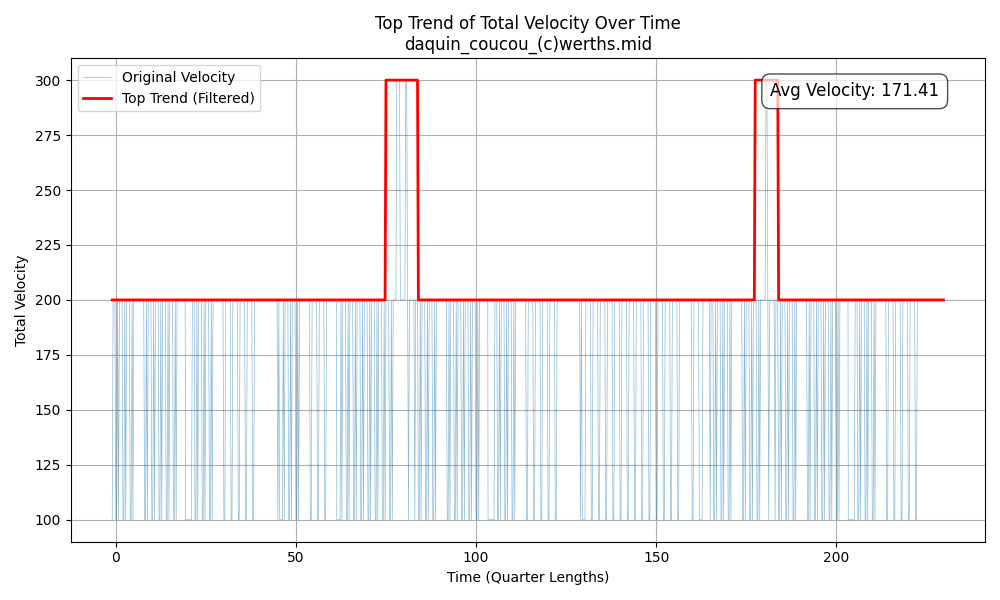 Top Trend of Total Velocity Over Time
daquin_coucou_(c)werths.mid
Original Velocity
Top Trend (Filtered)
Avg Velocity: 171.41
Total Velocity
300
275
250
225
200
175
150
125
100
0 50 100 150 200
Time (Quarter Lengths)